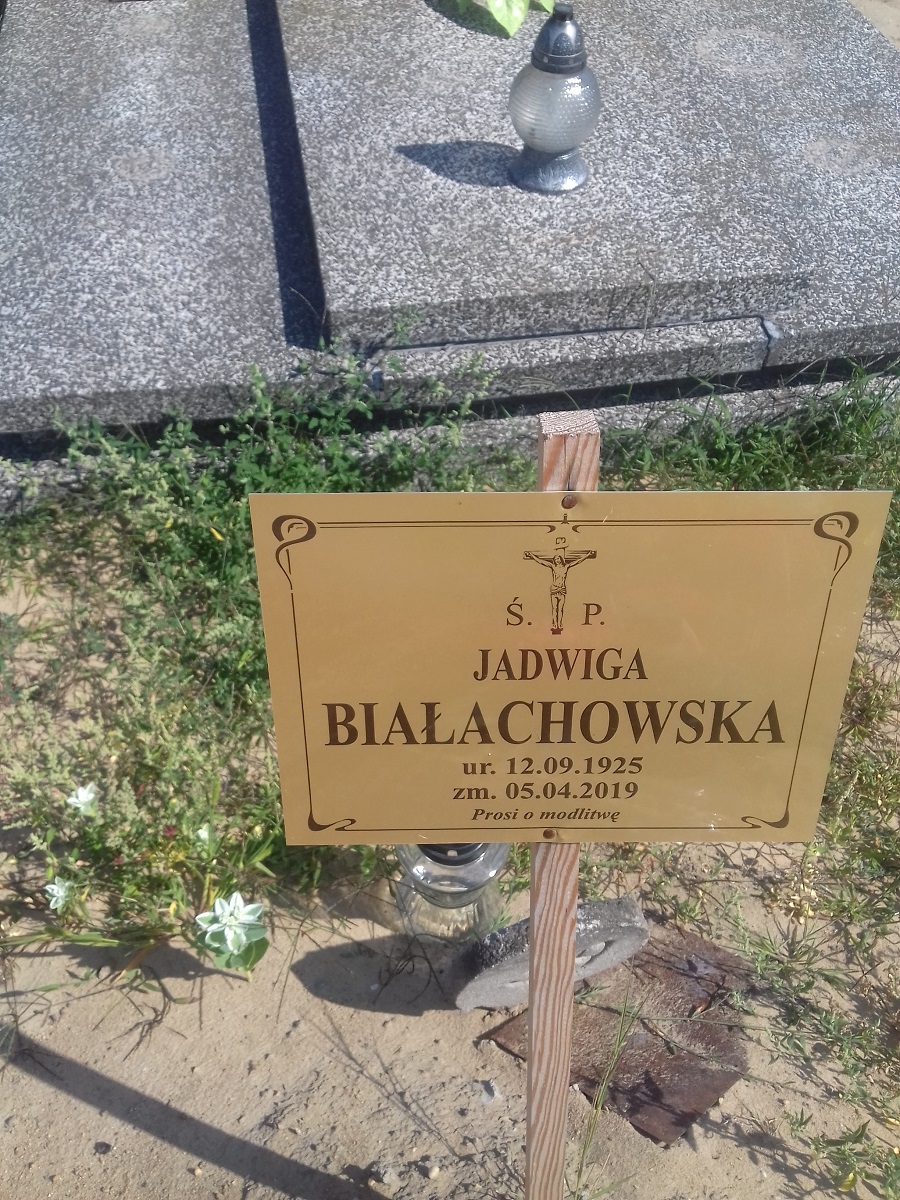 Ś. P.
JADWIGA
BIAŁACHOWSKA
ur. 12.09.1925
zm. 05.04.2019
Prosi o modlitwę